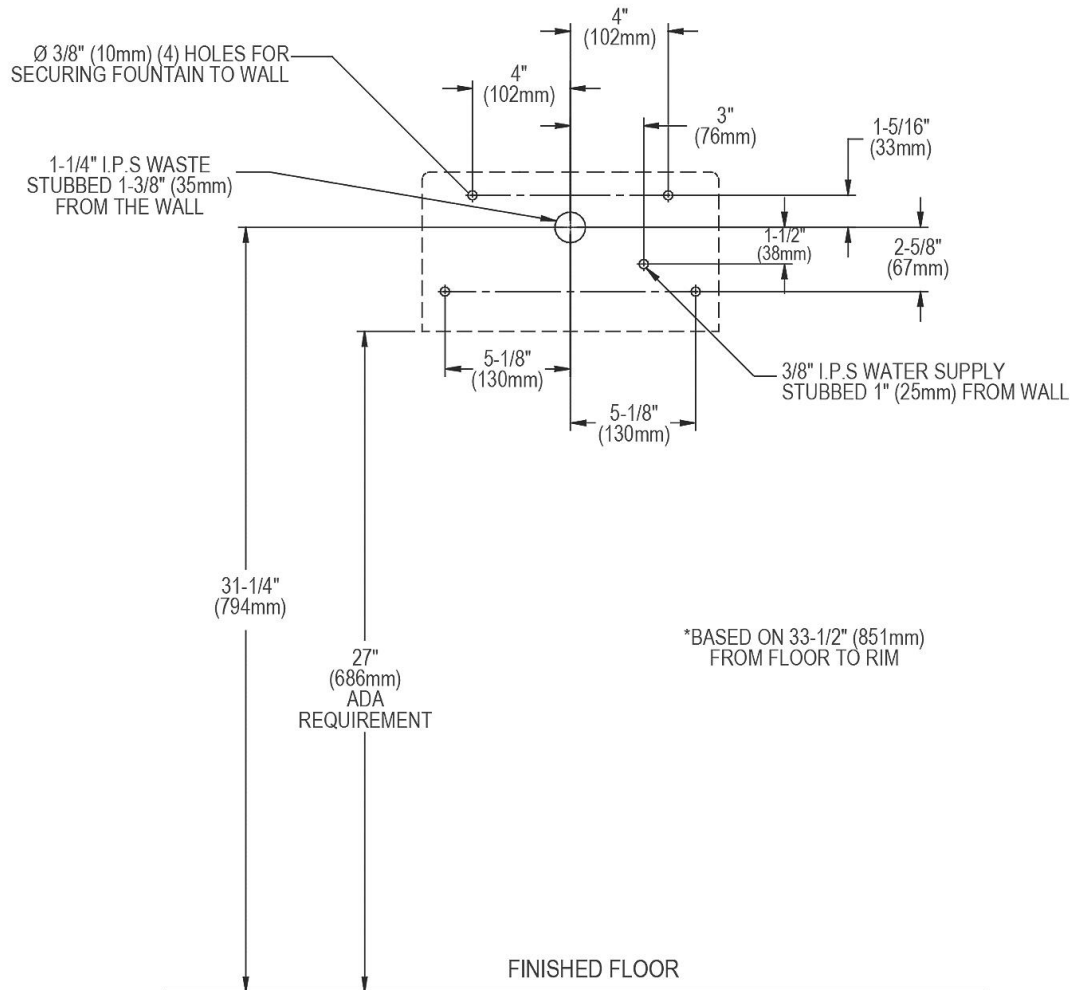 4"
(102mm)
Ø 3/8" (10mm) (4) HOLES FOR
SECURING FOUNTAIN TO WALL
4"
(102mm)
3"
(76mm)
1-5/16"
(33mm)
1-1/4" I.P.S WASTE
STUBBED 1-3/8" (35mm)
FROM THE WALL
1-1/2"
(38mm)
2-5/8"
(67mm)
5-1/8"
(130mm)
3/8" I.P.S WATER SUPPLY
STUBBED 1" (25mm) FROM WALL
5-1/8"
(130mm)
31-1/4"
(794mm)
*BASED ON 33-1/2" (851mm)
FROM FLOOR TO RIM
27"
(686mm)
ADA
REQUIREMENT
FINISHED FLOOR